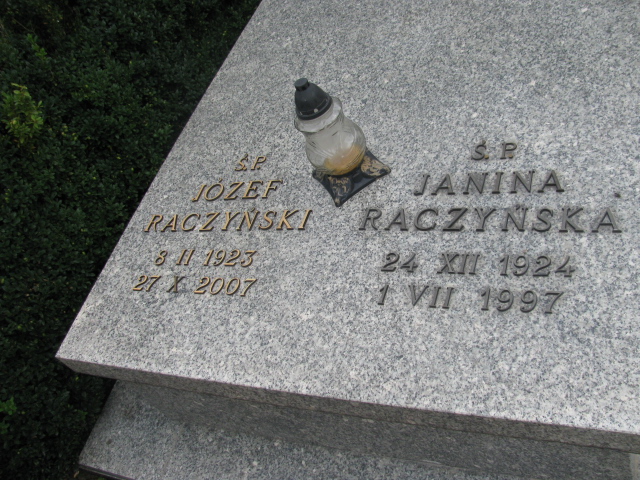 Ś.P.
JÓZEF
RACZYŃSKI
8 II 1923
27 X 2007
Ś.P.
JANINA
RACZYŃSKA
24 XII 1924
1 VII 1997